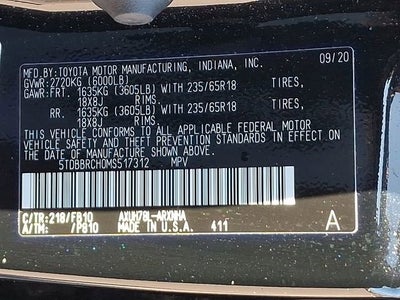 MFD.BY:TOYOTA MOTOR MANUFACTURING, INDIANA, INC. 09/20
GVWR:2720KG (6000LB)
GAWR:FRT. 1635KG (3605LB) WITH 235/65R18 TIRES,
18X8J RIMS.
RR. 1635KG (3605LB) WITH 235/65R18 TIRES,
18X8J RIMS.
THIS VEHICLE CONFORMS TO ALL APPLICABLE FEDERAL MOTOR
VEHICLE SAFETY AND THEFT PREVENTION STANDARDS IN EFFECT ON
THE DATE OF MANUFACTURE SHOWN ABOVE.
5TDBBRCH0MS517312 MPV
C/TR:218/FB10 AXUH78L-ARXNHA A
A/TM: /P810 MADE IN U.S.A. 411